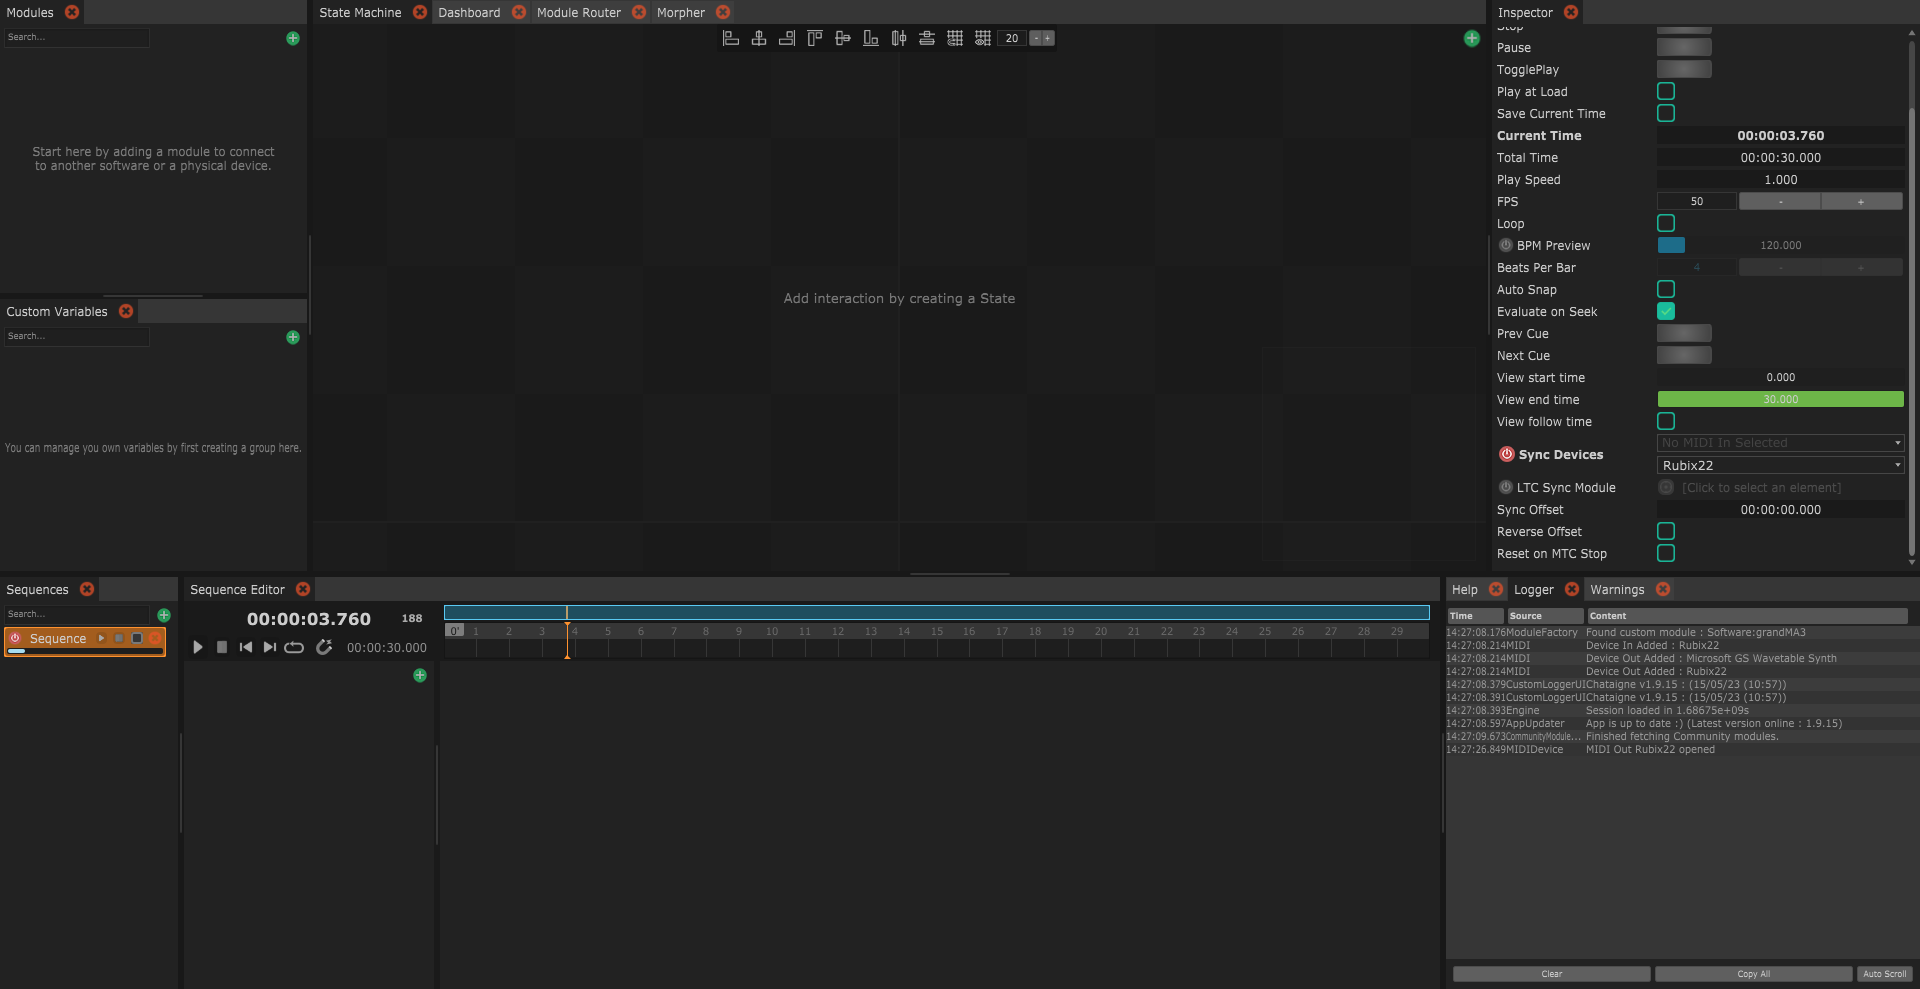 Modules
Search...
Start here by adding a module to connect
to another software or a physical device.
Custom Variables
Search...
You can manage you own variables by first creating a group here.
State Machine
Dashboard
Module Router
Morpher
20
- +
Add interaction by creating a State
Inspector
Stop
Pause
TogglePlay
Play at Load
Save Current Time
Current Time 00:00:03.760
Total Time 00:00:30.000
Play Speed 1.000
FPS 50 - +
Loop
BPM Preview 120.000
Beats Per Bar 4 - +
Auto Snap
Evaluate on Seek
Prev Cue
Next Cue
View start time 0.000
View end time 30.000
View follow time
No MIDI In Selected
Sync Devices
Rubix22
LTC Sync Module [Click to select an element]
Sync Offset 00:00:00.000
Reverse Offset
Reset on MTC Stop
Sequences
Search...
Sequence
Sequence Editor
00:00:03.760 188
00:00:30.000
0' 1 2 3 4 5 6 7 8 9 10 11 12 13 14 15 16 17 18 19 20 21 22 23 24 25 26 27 28 29
Help
Logger
Warnings
Time Source Content
14:27:08.176 ModuleFactory Found custom module : Software:grandMA3
14:27:08.214 MIDI Device In Added : Rubix22
14:27:08.214 MIDI Device Out Added : Microsoft GS Wavetable Synth
14:27:08.214 MIDI Device Out Added : Rubix22
14:27:08.379 CustomLoggerUI Chataigne v1.9.15 : (15/05/23 (10:57))
14:27:08.391 CustomLoggerUI Chataigne v1.9.15 : (15/05/23 (10:57))
14:27:08.393 Engine Session loaded in 1.68675e+09s
14:27:08.597 AppUpdater App is up to date :) (Latest version online : 1.9.15)
14:27:09.673 CommunityModule... Finished fetching Community modules.
14:27:26.849 MIDIDevice MIDI Out Rubix22 opened
Clear
Copy All
Auto Scroll